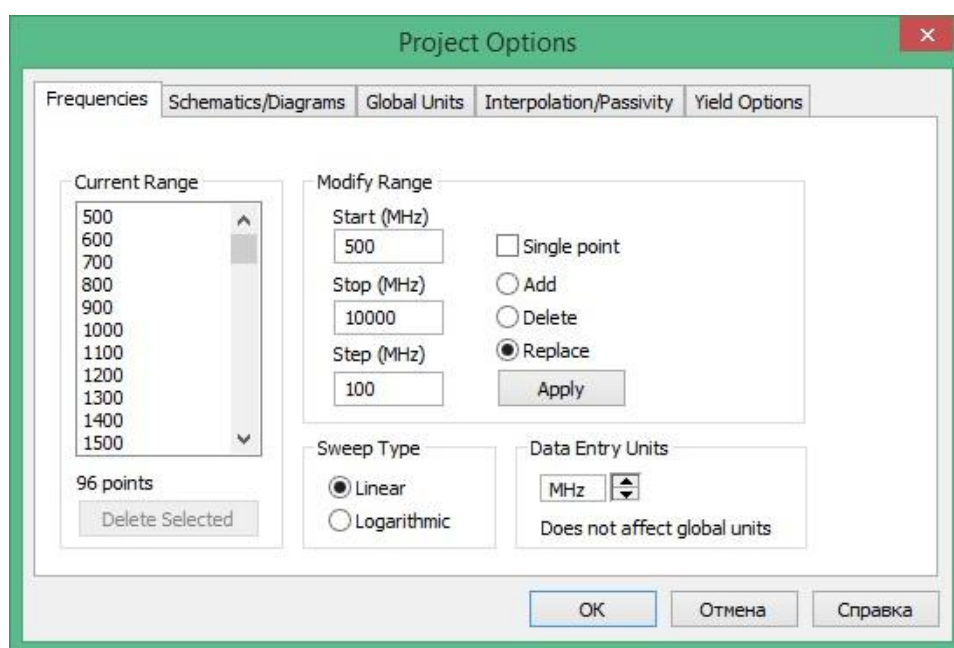 Project Options
Frequencies Schematics/Diagrams Global Units Interpolation/Passivity Yield Options
Current Range
500
600
700
800
900
1000
1100
1200
1300
1400
1500
96 points
Delete Selected
Modify Range
Start (MHz)
500
Single point
Stop (MHz)
Add
10000
Delete
Step (MHz)
Replace
100
Apply
Sweep Type
Linear
Logarithmic
Data Entry Units
MHz
Does not affect global units
OK Отмена Справка